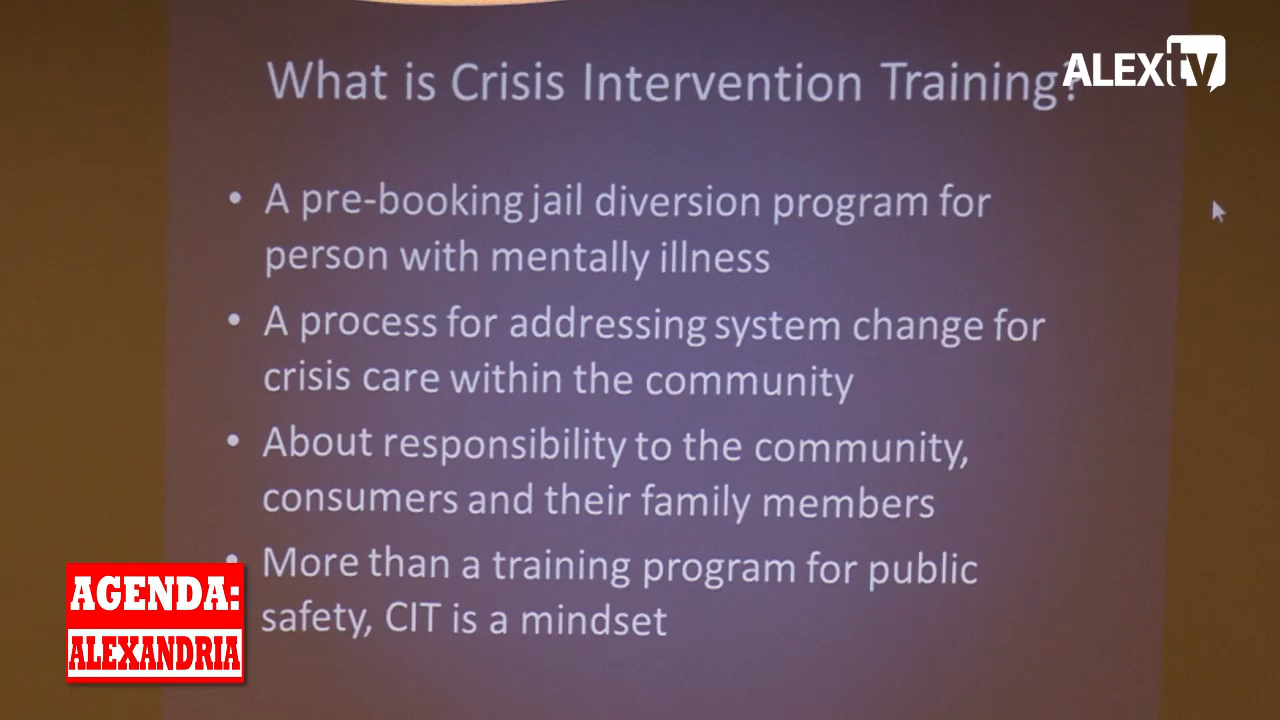 What is Crisis Intervention Training?
ALEXtv
• A pre-booking jail diversion program for
person with mentally illness
• A process for addressing system change for
crisis care within the community
• About responsibility to the community,
consumers and their family members
• More than a training program for public
safety, CIT is a mindset
AGENDA:
ALEXANDRIA